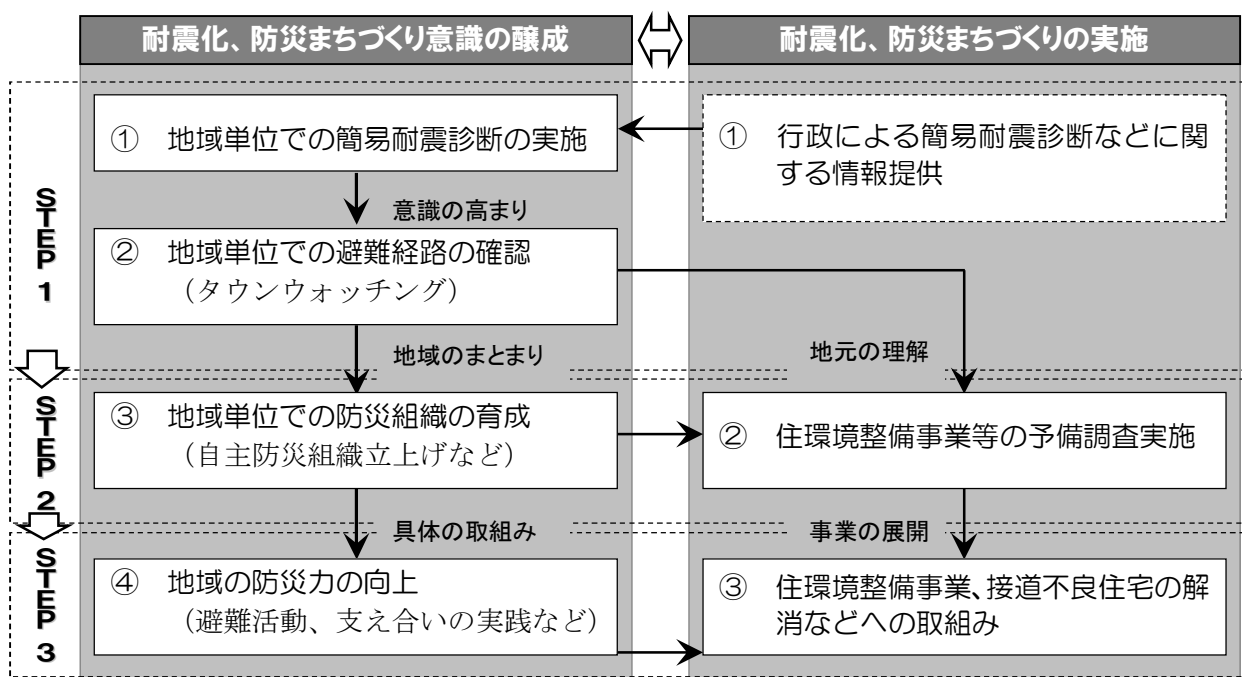 耐震化、防災まちづくり意識の醸成
耐震化、防災まちづくりの実施
STEP 1
① 地域単位での簡易耐震診断の実施
① 行政による簡易耐震診断などに関
する情報提供
意識の高まり
② 地域単位での避難経路の確認
（タウンウォッチング）
地域のまとまり
地元の理解
STEP 2
③ 地域単位での防災組織の育成
（自主防災組織立上げなど）
② 住環境整備事業等の予備調査実施
具体の取組み
事業の展開
STEP 3
④ 地域の防災力の向上
（避難活動、支え合いの実践など）
③ 住環境整備事業、接道不良住宅の解
消などへの取組み